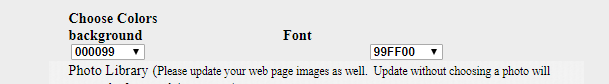 Choose Colors
background Font
000099 99FF00
Photo Library (Please update your web page images as well. Update without choosing a photo will